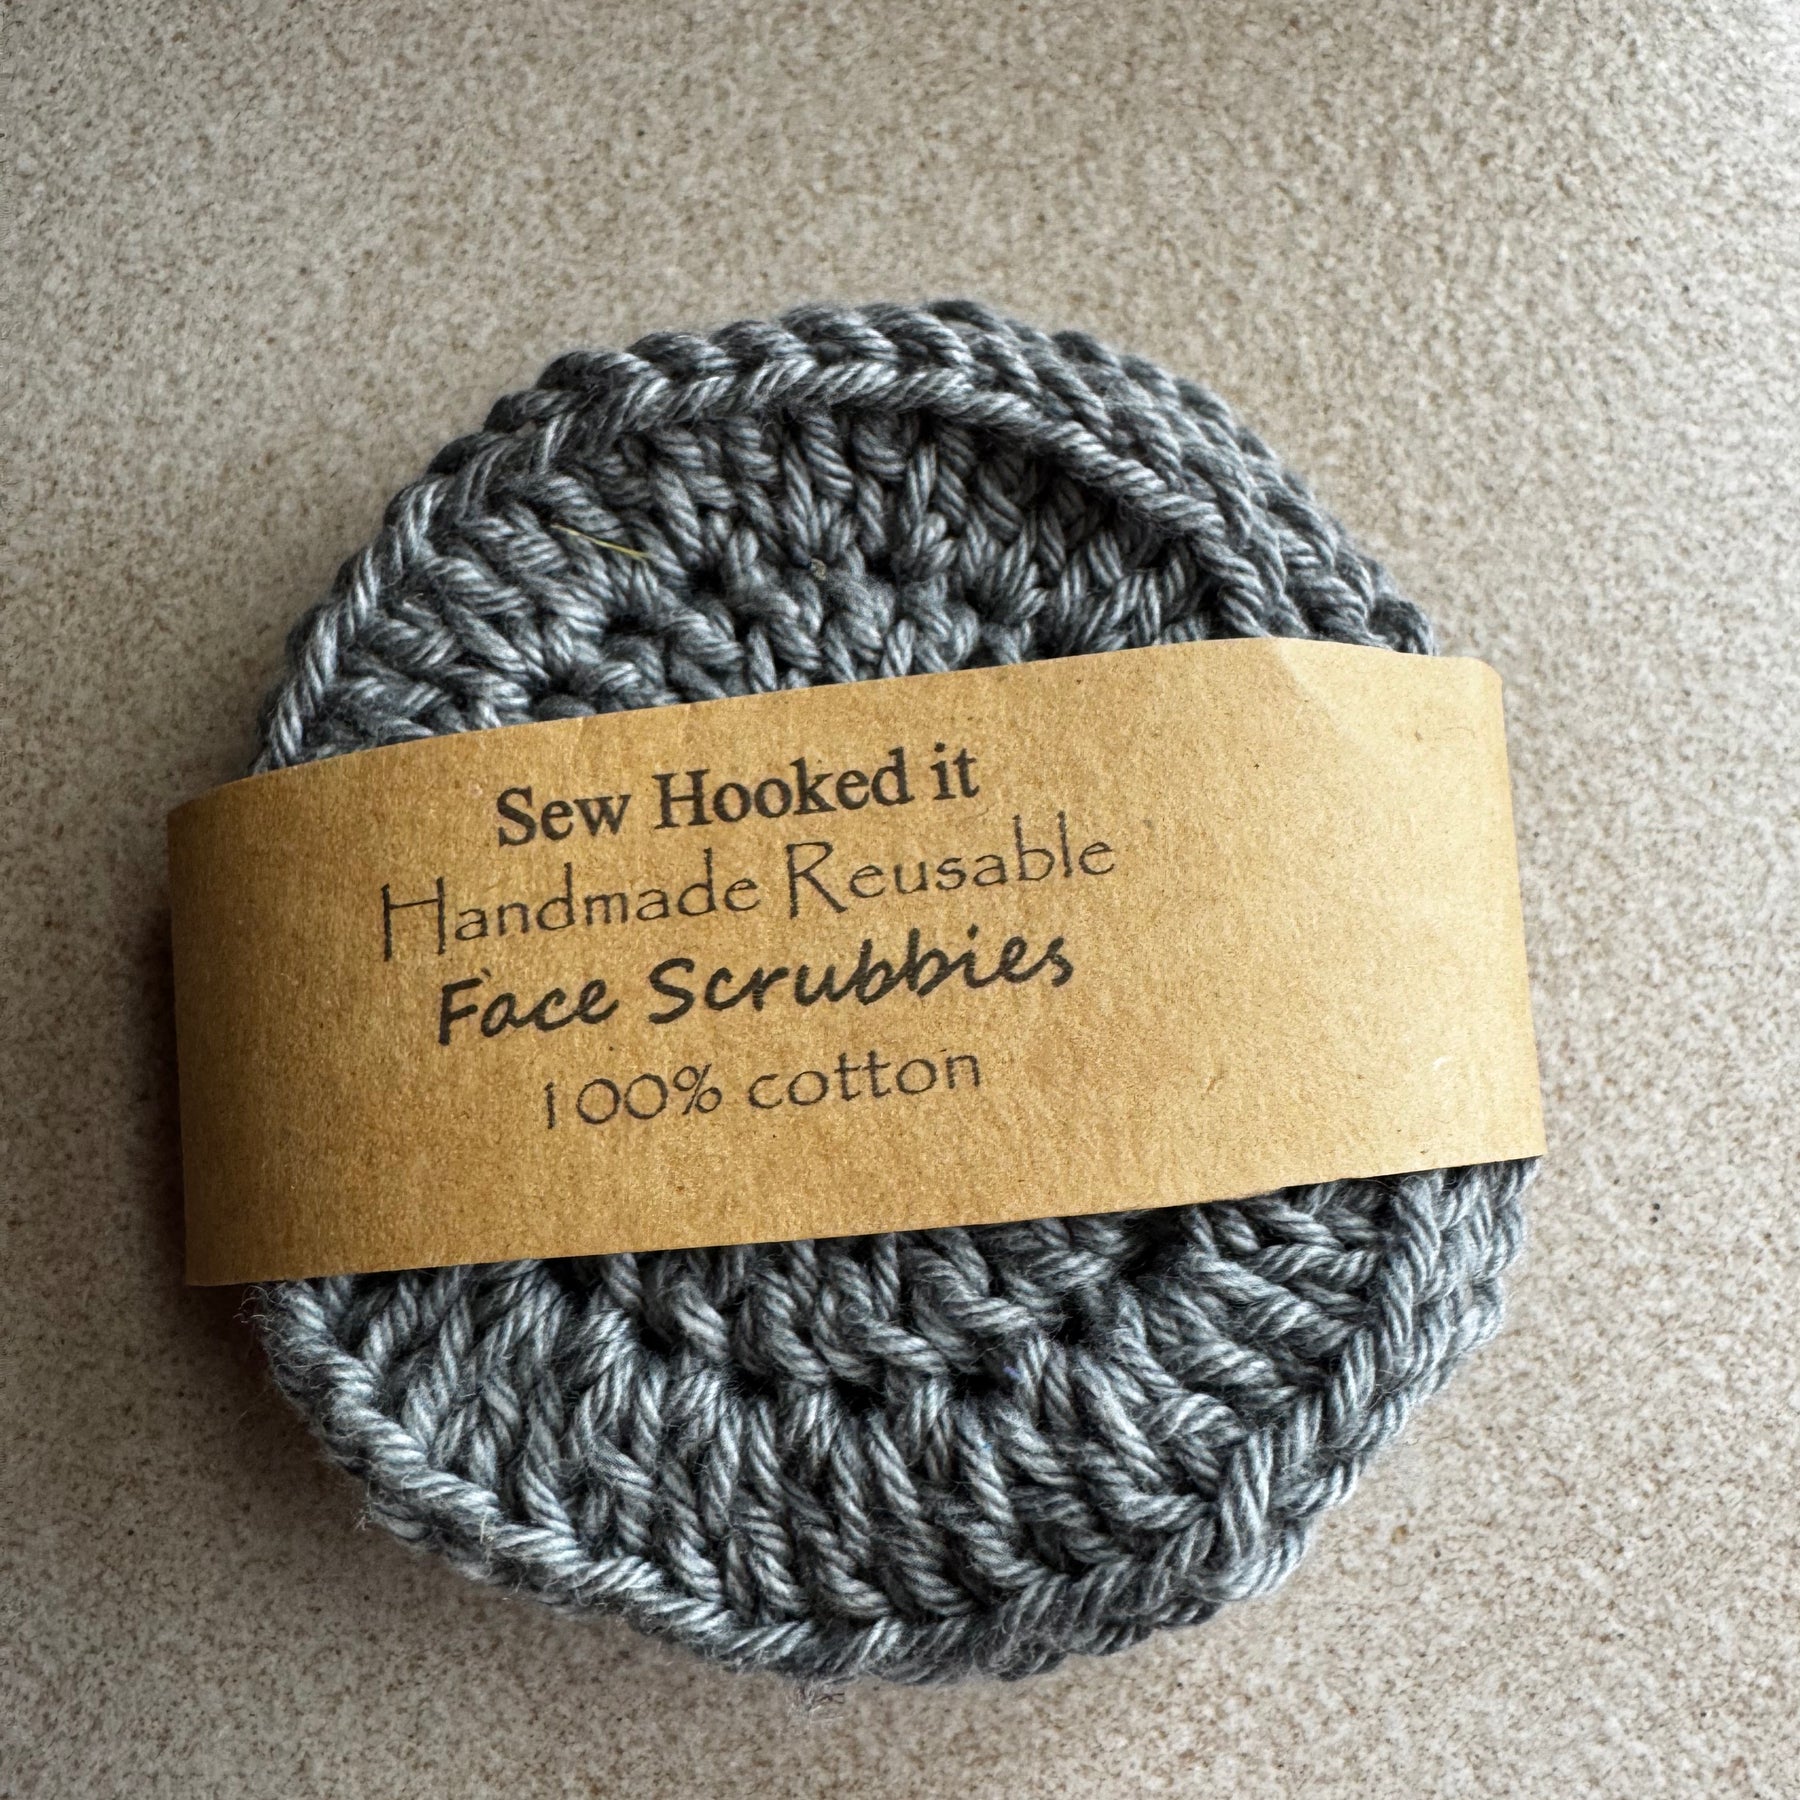 Sew Hooked it
Handmade Reusable
Face Scrubbies
100% cotton